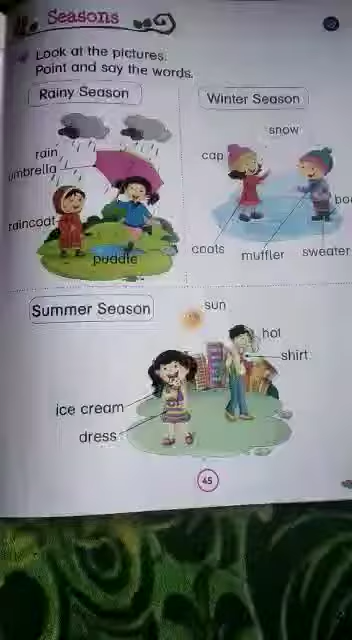 Seasons
Look at the pictures.
Point and say the words.
Rainy Season
rain
umbrella
raincoat
puddle
Winter Season
snow
cap
coats
muffler
sweater
Summer Season
sun
hot
shirt
ice cream
dress
45